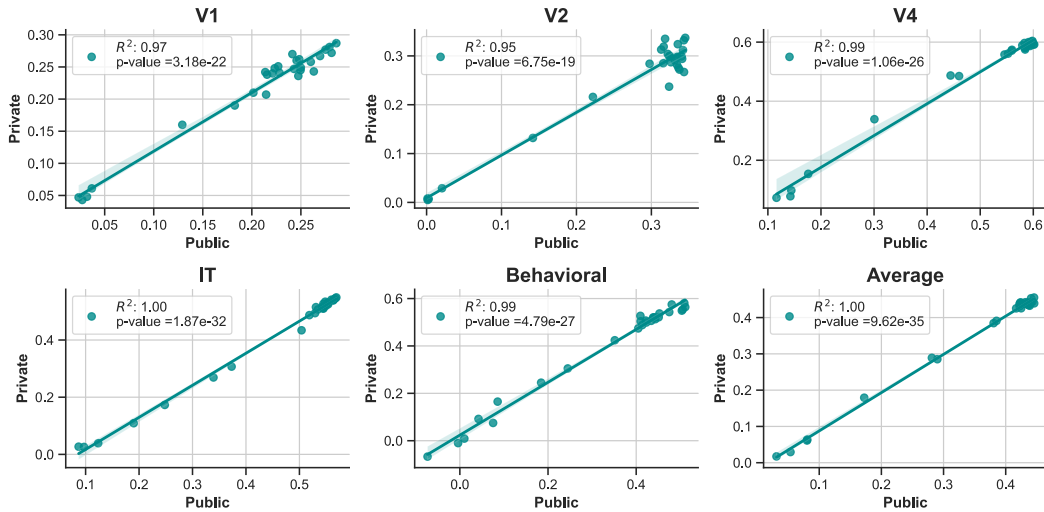 V1
R²: 0.97
p-value =3.18e-22
Private
0.30
0.25
0.20
0.15
0.10
0.05
0.05
0.10
0.15
0.20
0.25
Public
V2
R²: 0.95
p-value =6.75e-19
Private
0.3
0.2
0.1
0.0
0.0
0.1
0.2
0.3
Public
V4
R²: 0.99
p-value =1.06e-26
Private
0.6
0.4
0.2
0.1
0.2
0.3
0.4
0.5
0.6
Public
IT
R²: 1.00
p-value =1.87e-32
Private
0.4
0.2
0.0
0.1
0.2
0.3
0.4
0.5
Public
Behavioral
R²: 0.99
p-value =4.79e-27
Private
0.6
0.4
0.2
0.0
0.0
0.2
0.4
Public
Average
R²: 1.00
p-value =9.62e-35
Private
0.4
0.3
0.2
0.1
0.0
0.1
0.2
0.3
0.4
Public